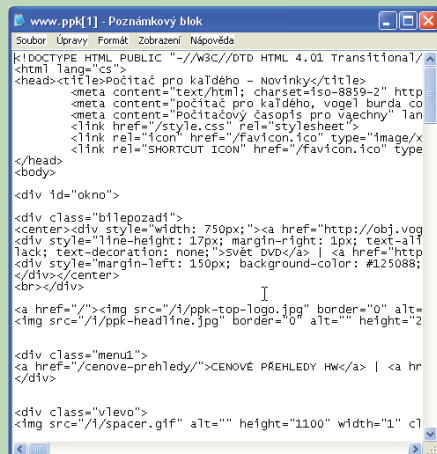 www.ppk[1] - Poznámkový blok
Soubor Úpravy Formát Zobrazení Nápověda
<!DOCTYPE HTML PUBLIC "-//W3C//DTD HTML 4.01 Transitional/
<html lang="cs">
<head><title>Počítač pro kaľdého - Novinky</title>
<meta content="text/html; charset=iso-8859-2" http
<meta content="počítač pro kaľdého, vogel burda co
<meta content="Počítačový časopis pro vąechny" lan
<link href="/style.css" rel="stylesheet">
<link rel="icon" href="/favicon.ico" type="image/x
<link rel="SHORTCUT ICON" href="/favicon.ico" type
</head>
<body>
<div id="okno">
<div class="bilepozadi">
<center><div style="width: 750px;"><a href="http://obj.vog
<div style="line-height: 17px; margin-right: 1px; text-ali
lack; text-decoration: none;">Svět DVD</a> | <a href="http
<div style="margin-left: 150px; background-color: #125088;
</div></center>
<br></div>
<a href="/"><img src="/i/ppk-top-logo.jpg" border="0" alt=
<img src="/i/ppk-headline.jpg" border="0" alt="" height="2
<div class="menu1">
<a href="/cenove-prehledy/">CENOVÉ PŘEHLEDY HW</a> | <a hr
</div>
<div class="vlevo">
<img src="/i/spacer.gif" alt="" height="1100" width="1" cl